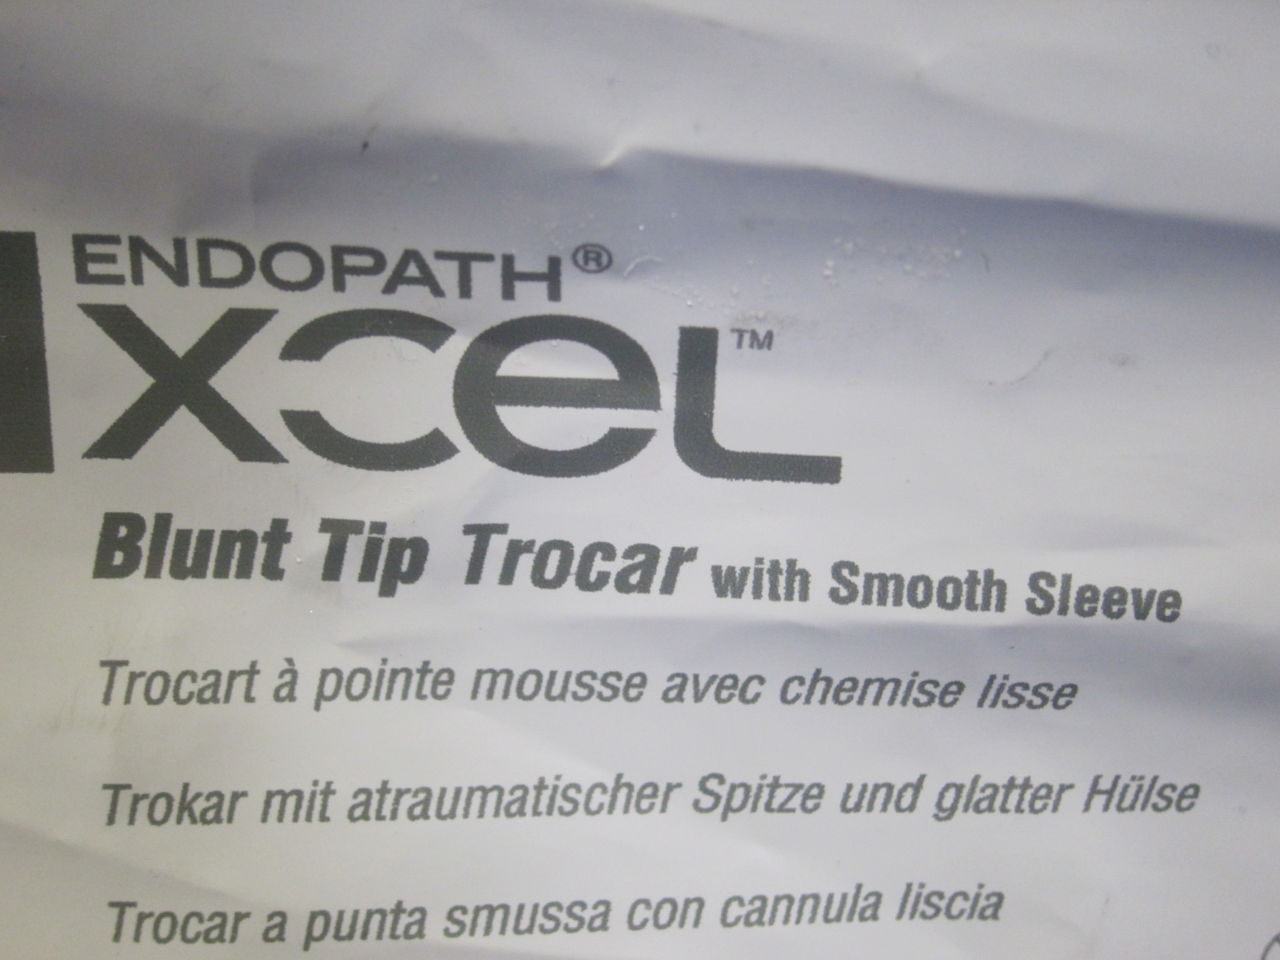 ENDOPATH®
XCEL™
Blunt Tip Trocar with Smooth Sleeve
Trocart à pointe mousse avec chemise lisse
Trokar mit atraumatischer Spitze und glatter Hülse
Trocar a punta smussa con cannula liscia